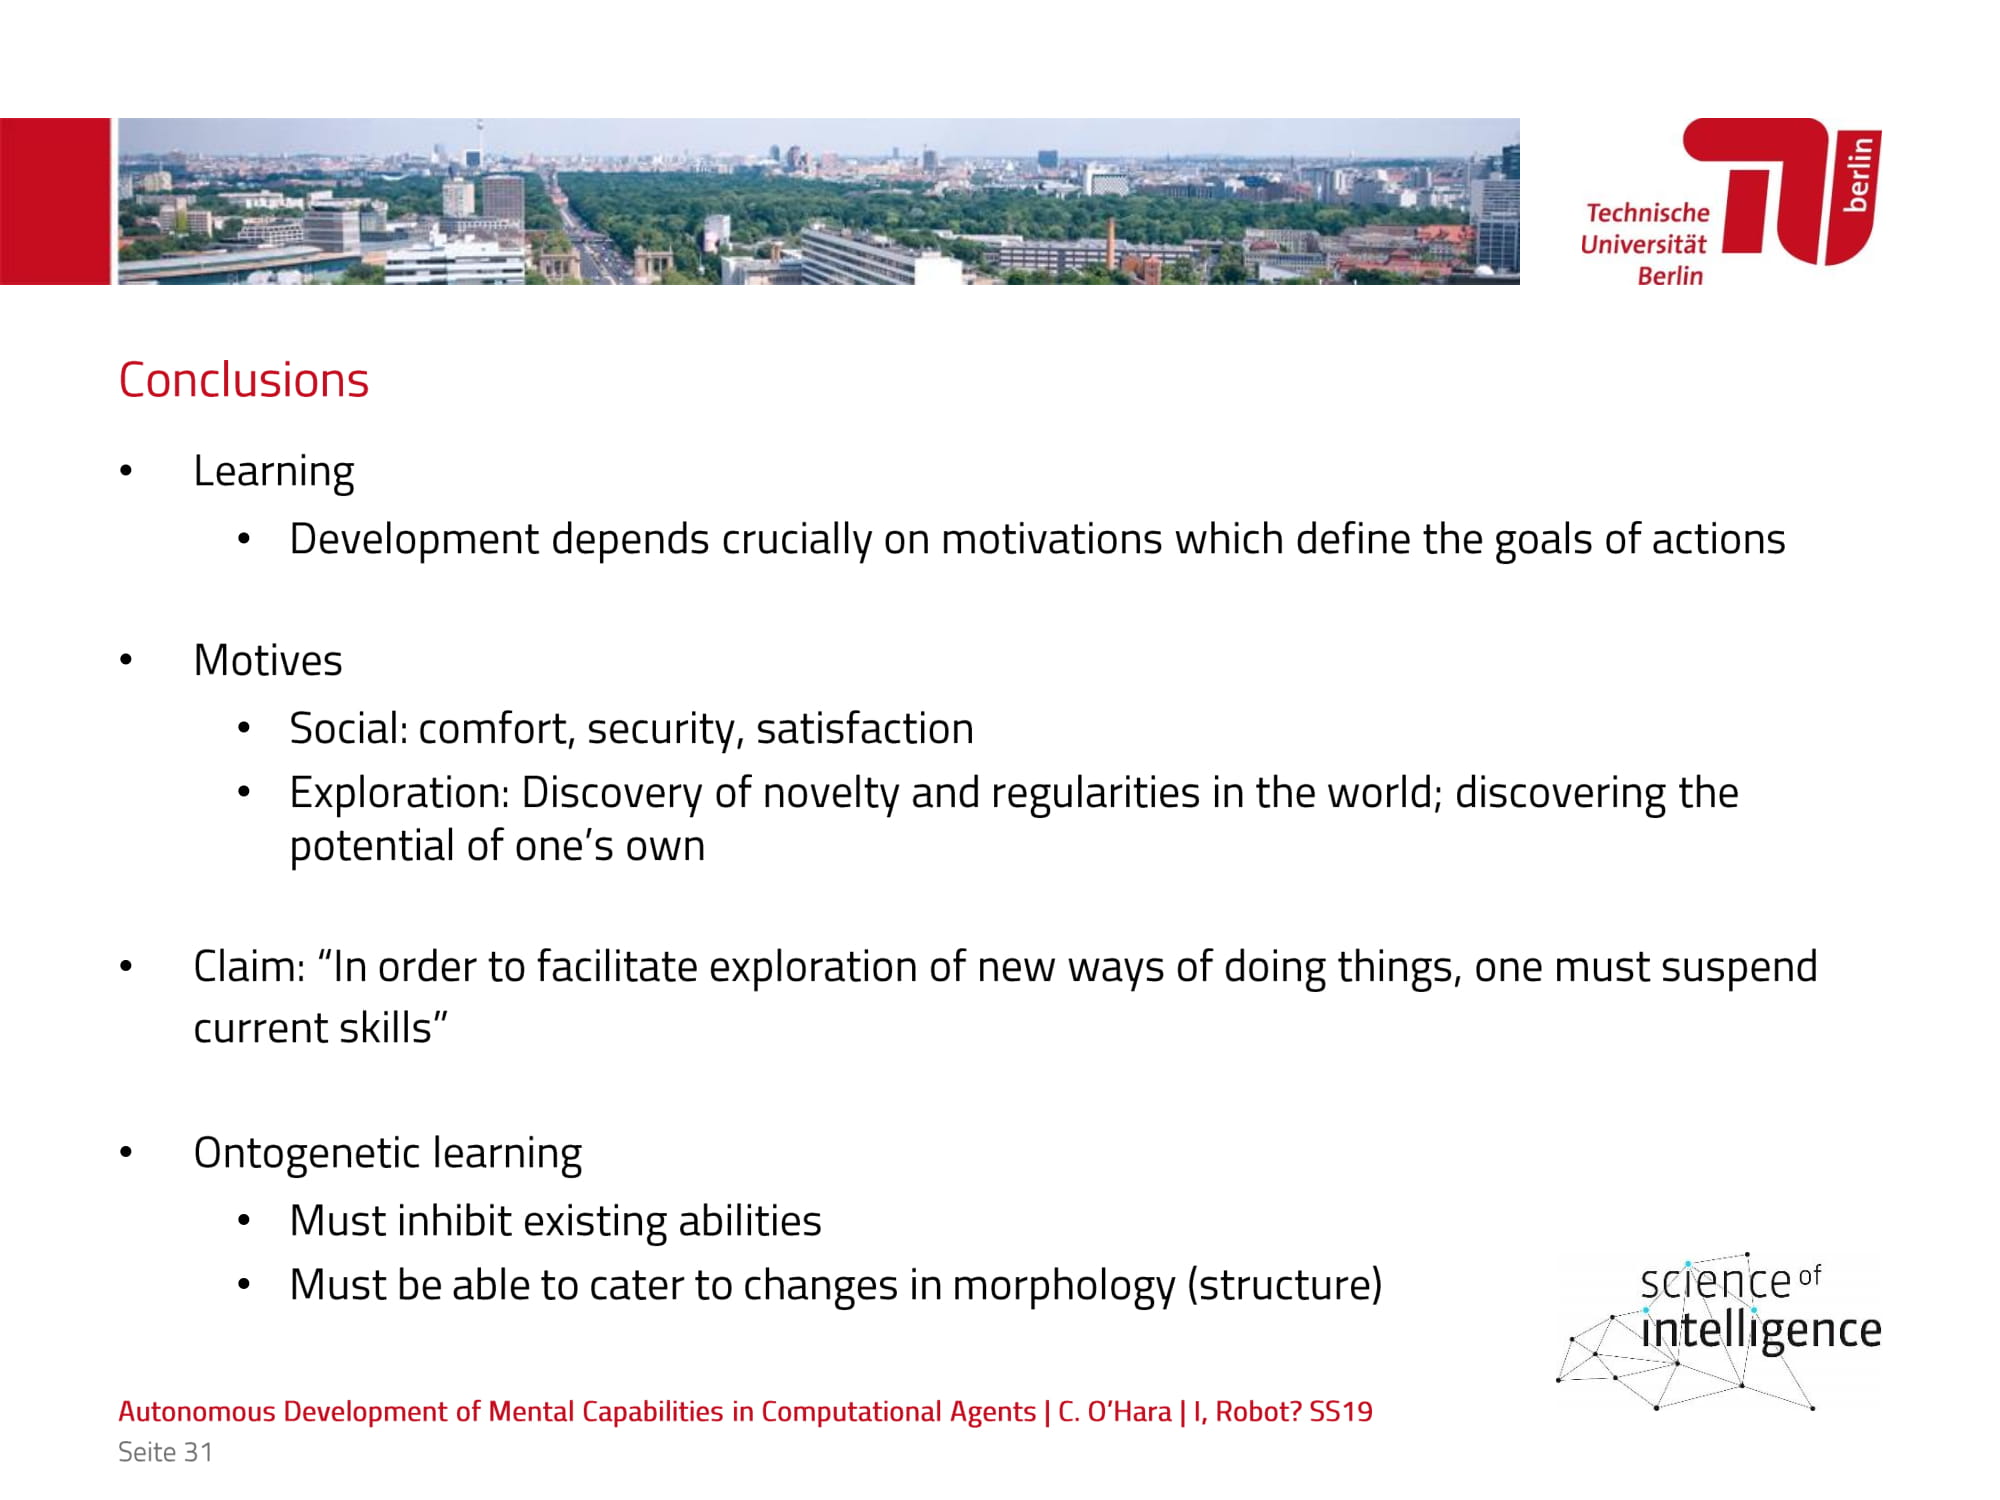 berlin
Technische
Universität
Berlin
Conclusions
• Learning
• Development depends crucially on motivations which define the goals of actions
• Motives
• Social: comfort, security, satisfaction
• Exploration: Discovery of novelty and regularities in the world; discovering the
potential of one’s own
• Claim: “In order to facilitate exploration of new ways of doing things, one must suspend
current skills”
• Ontogenetic learning
• Must inhibit existing abilities
• Must be able to cater to changes in morphology (structure)
science of
intelligence
Autonomous Development of Mental Capabilities in Computational Agents | C. O’Hara | I, Robot? SS19
Seite 31